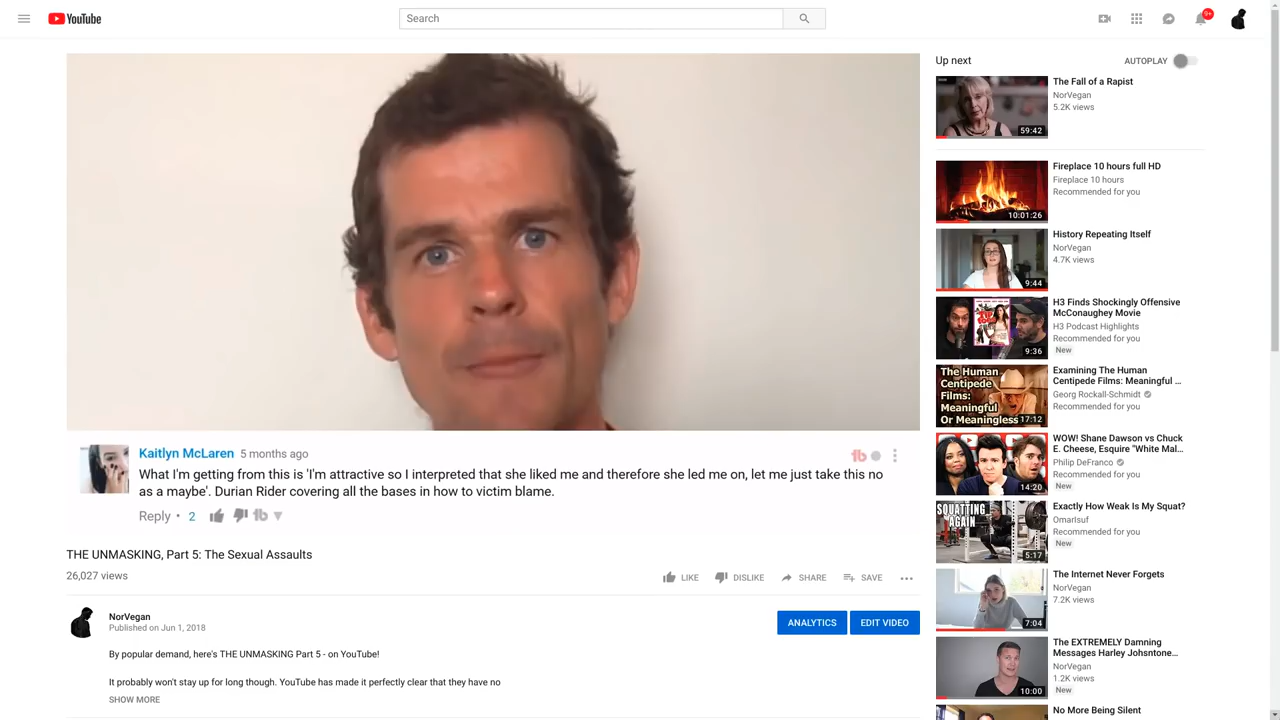 YouTube
Search
9+
Kaitlyn McLaren 5 months ago
What I'm getting from this is 'I'm attractive and I interpreted that she liked me and therefore she led me on, let me just take this no
as a maybe'. Durian Rider covering all the bases in how to victim blame.
Reply • 2
THE UNMASKING, Part 5: The Sexual Assaults
26,027 views
LIKE DISLIKE SHARE SAVE
NorVegan
Published on Jun 1, 2018
ANALYTICS EDIT VIDEO
By popular demand, here's THE UNMASKING Part 5 - on YouTube!
It probably won't stay up for long though. YouTube has made it perfectly clear that they have no
SHOW MORE
Up next
AUTOPLAY
59:42
The Fall of a Rapist
NorVegan
5.2K views
10:01:26
Fireplace 10 hours full HD
Fireplace 10 hours
Recommended for you
9:44
History Repeating Itself
NorVegan
4.7K views
9:36
H3 Finds Shockingly Offensive
McConaughey Movie
H3 Podcast Highlights
Recommended for you
New
The Human
Centipede
Films:
Meaningful
Or Meaningless
17:12
Examining The Human
Centipede Films: Meaningful ...
Georg Rockall-Schmidt
Recommended for you
14:20
WOW! Shane Dawson vs Chuck
E. Cheese, Esquire "White Mal...
Philip DeFranco
Recommended for you
New
SQUATTING
AGAIN
5:17
Exactly How Weak Is My Squat?
OmarIsuf
Recommended for you
New
7:04
The Internet Never Forgets
NorVegan
7.2K views
10:00
The EXTREMELY Damning
Messages Harley Johsntone...
NorVegan
1.2K views
New
No More Being Silent